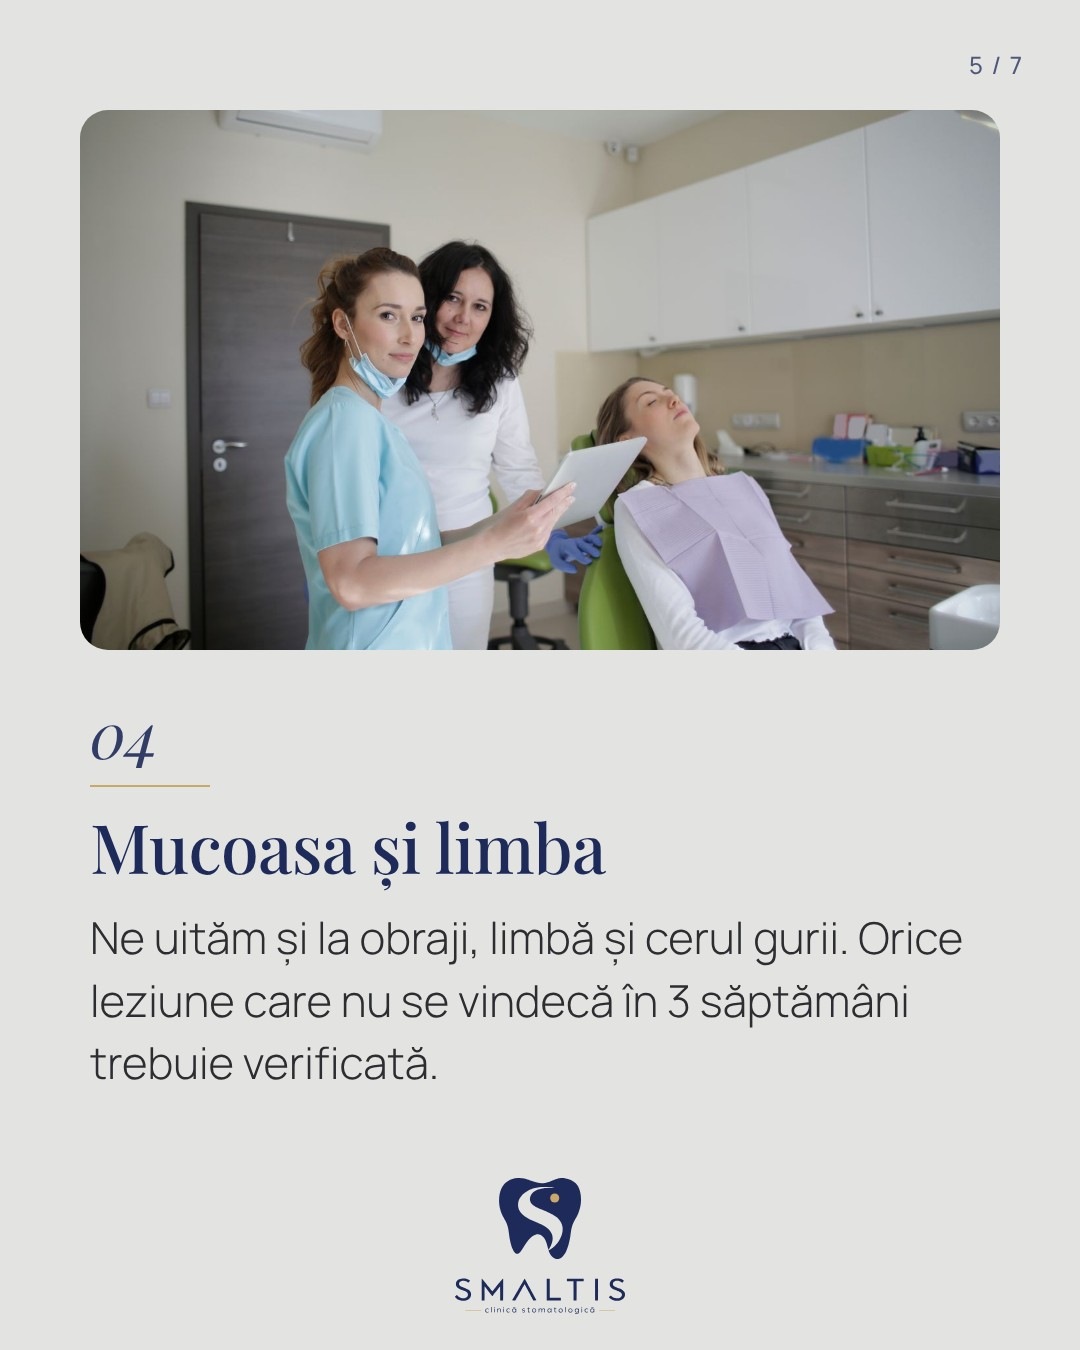 5 / 7
04
Mucoasa și limba
Ne uităm și la obraji, limbă și cerul gurii. Orice
leziune care nu se vindecă în 3 săptămâni
trebuie verificată.
SMALTIS
clinică stomatologică